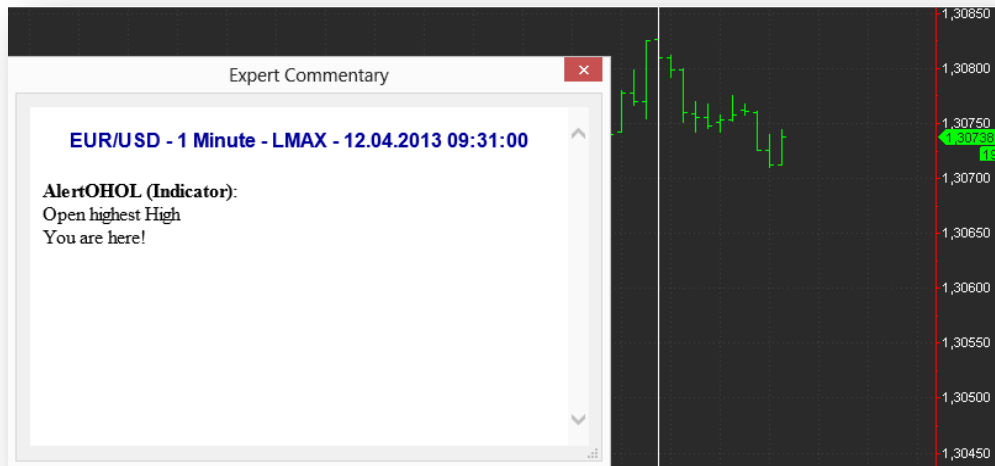 Expert Commentary
EUR/USD - 1 Minute - LMAX - 12.04.2013 09:31:00
AlertOHOL (Indicator):
Open highest High
You are here!
1,30850
1,30800
1,30750
1,30738
19
1,30700
1,30650
1,30600
1,30550
1,30500
1,30450